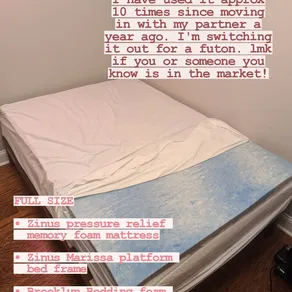 I have used it approx
10 times since moving
in with my partner a
year ago. I'm switching
it out for a futon. lmk
if you or someone you
know is in the market!
FULL SIZE
* Zinus pressure relief
memory foam mattress
* Zinus Marissa platform
bed frame
* Brooklyn Bedding foam